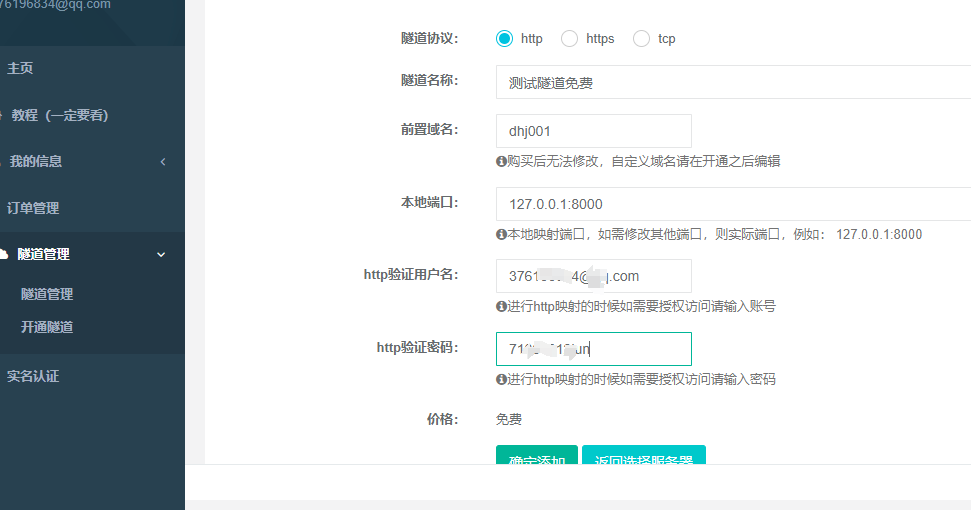 76196834@qq.com
主页
教程（一定要看）
我的信息
订单管理
隧道管理
隧道管理
开通隧道
实名认证
隧道协议：
http
https
tcp
隧道名称：
测试隧道免费
前置域名：
dhj001
购买后无法修改，自定义域名请在开通之后编辑
本地端口：
127.0.0.1:8000
本地映射端口，如需修改其他端口，则实际端口，例如： 127.0.0.1:8000
http验证用户名：
进行http映射的时候如需要授权访问请输入账号
http验证密码：
进行http映射的时候如需要授权访问请输入密码
价格：
免费
确定添加
返回选择服务器